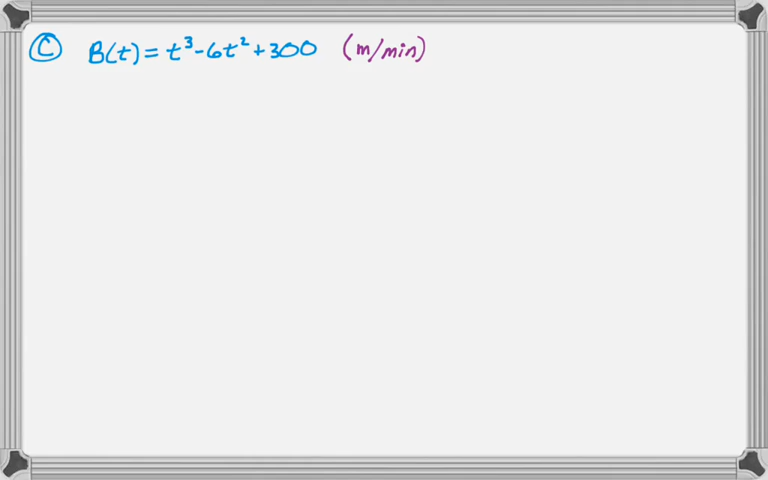 Ⓒ B(t) = t³ - 6t² + 300 (m/min)